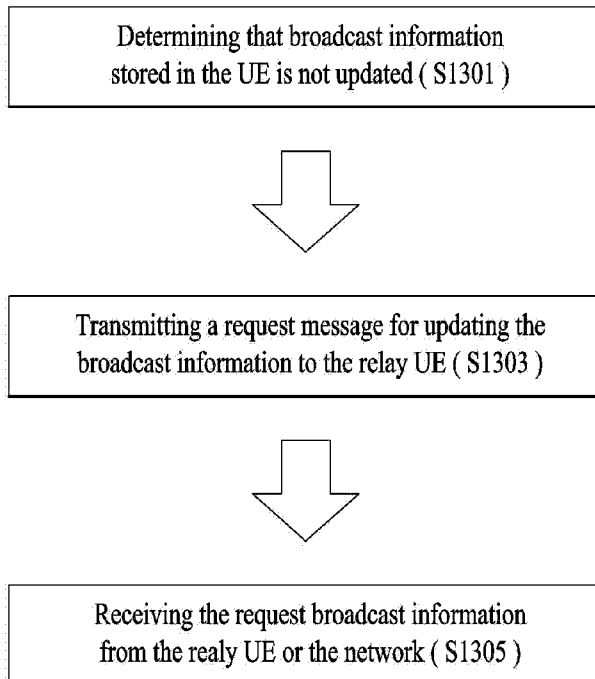 Determining that broadcast information
stored in the UE is not updated ( S1301 )
Transmitting a request message for updating the
broadcast information to the relay UE ( S1303 )
Receiving the request broadcast information
from the realy UE or the network ( S1305 )